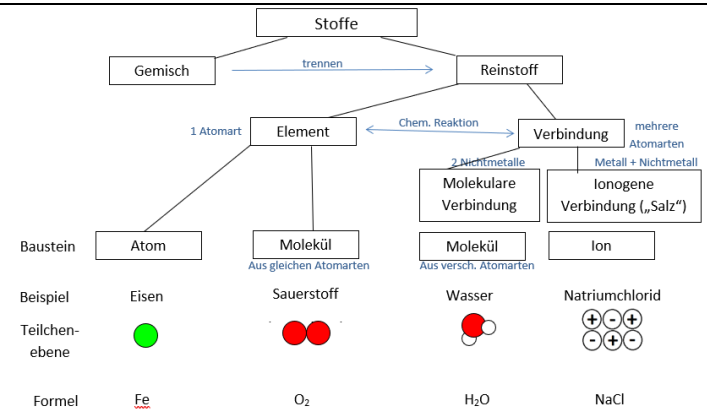 Stoffe
Gemisch
trennen
Reinstoff
1 Atomart
Element
Chem. Reaktion
Verbindung
mehrere
Atomarten
2 Nichtmetalle
Metall + Nichtmetall
Molekulare
Verbindung
Ionogene
Verbindung („Salz“)
Baustein
Atom
Molekül
Molekül
Ion
Aus gleichen Atomarten
Aus versch. Atomarten
Beispiel
Eisen
Sauerstoff
Wasser
Natriumchlorid
Teilchen-
ebene
+ - +
- + -
Formel
Fe
O₂
H₂O
NaCl